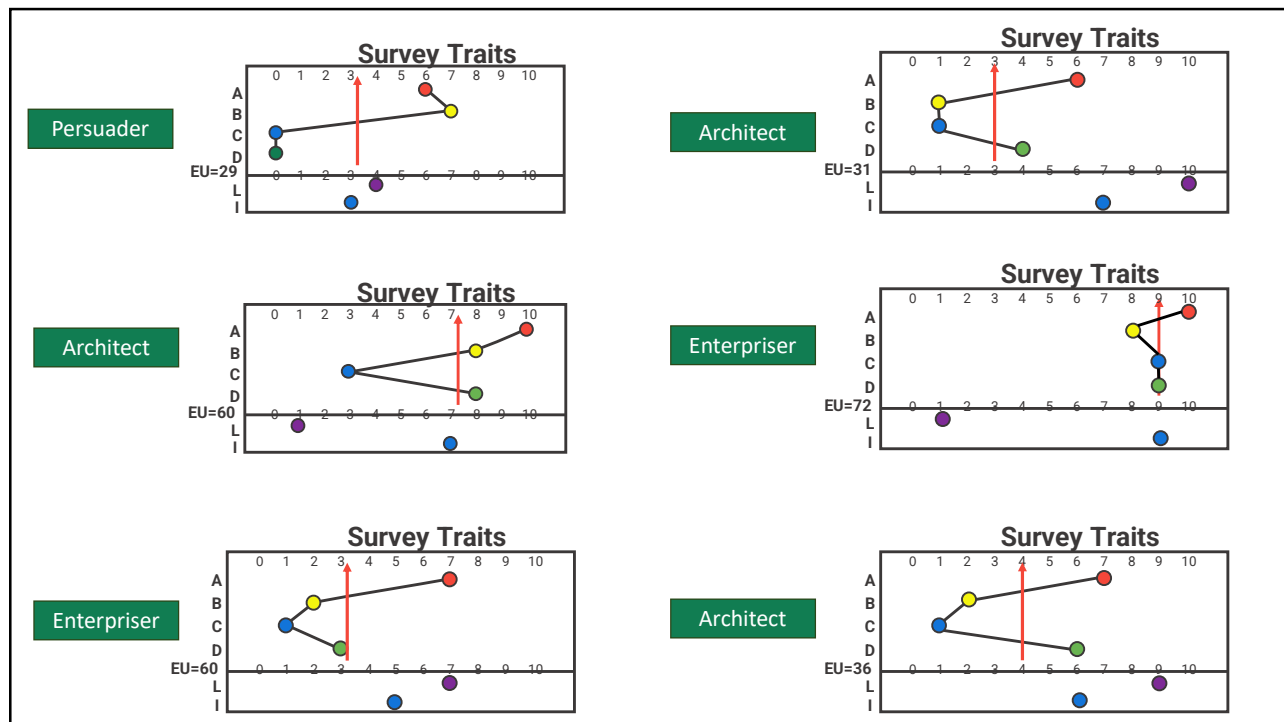 Survey Traits
0 1 2 3 4 5 6 7 8 9 10
A
B
C
D
EU=29
0 1 2 3 4 5 6 7 8 9 10
L
I
Persuader
Survey Traits
0 1 2 3 4 5 6 7 8 9 10
A
B
C
D
EU=31
0 1 2 3 4 5 6 7 8 9 10
L
I
Architect
Survey Traits
0 1 2 3 4 5 6 7 8 9 10
A
B
C
D
EU=60
0 1 2 3 4 5 6 7 8 9 10
L
I
Architect
Survey Traits
0 1 2 3 4 5 6 7 8 9 10
A
B
C
D
EU=72
0 1 2 3 4 5 6 7 8 9 10
L
I
Enterpriser
Survey Traits
0 1 2 3 4 5 6 7 8 9 10
A
B
C
D
EU=60
0 1 2 3 4 5 6 7 8 9 10
L
I
Enterpriser
Survey Traits
0 1 2 3 4 5 6 7 8 9 10
A
B
C
D
EU=36
0 1 2 3 4 5 6 7 8 9 10
L
I
Architect